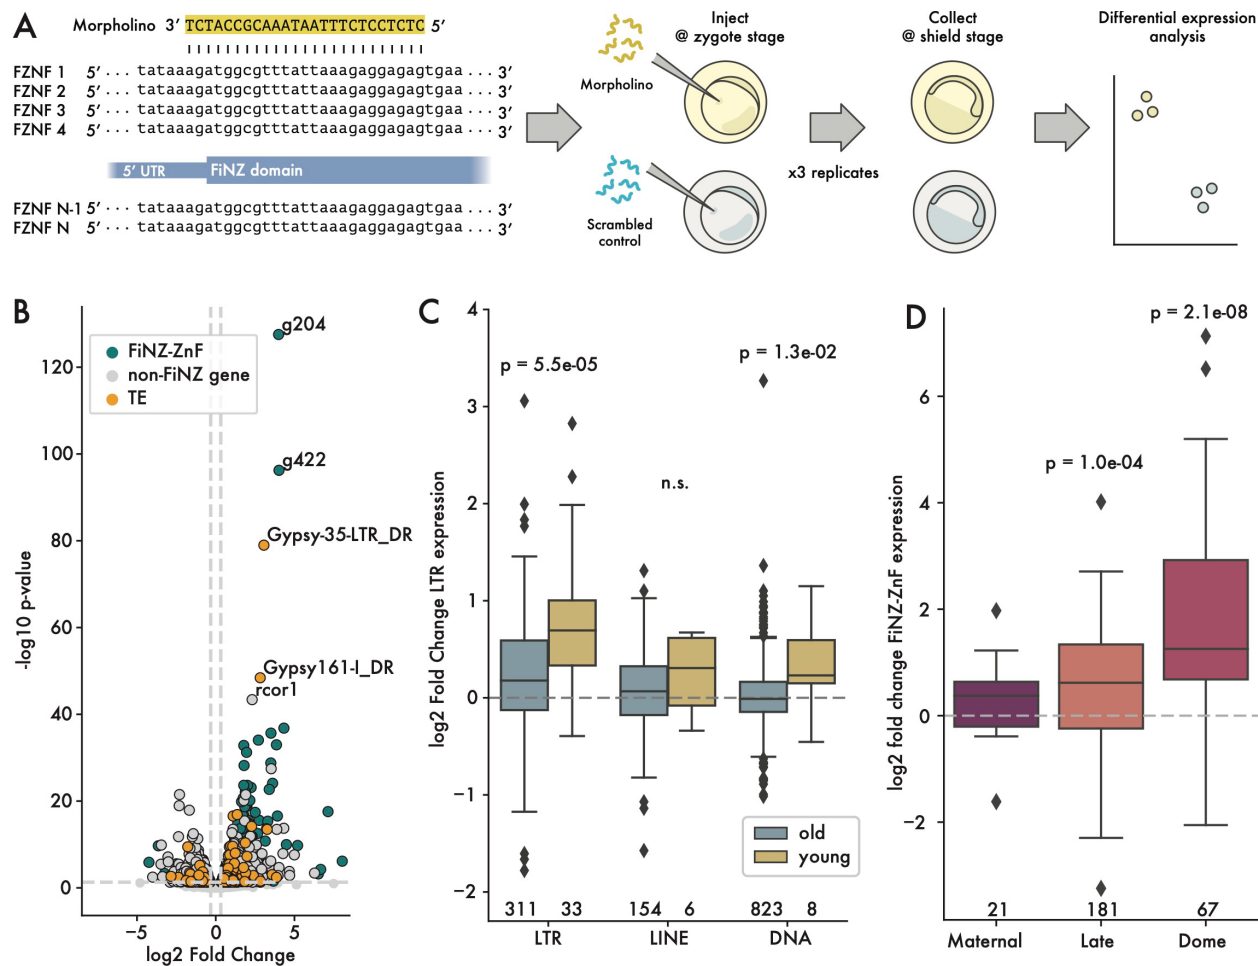 A
Morpholino 3′ TCTACCGCAAATAATTTCTCCTCTC 5′
FZNF 1 5′ ... tataaagatggcgtttattaaagaggagagtgaa ... 3′
FZNF 2 5′ ... tataaagatggcgtttattaaagaggagagtgaa ... 3′
FZNF 3 5′ ... tataaagatggcgtttattaaagaggagagtgaa ... 3′
FZNF 4 5′ ... tataaagatggcgtttattaaagaggagagtgaa ... 3′
5′ UTR FiNZ domain
FZNF N-1 5′ ... tataaagatggcgtttattaaagaggagagtgaa ... 3′
FZNF N 5′ ... tataaagatggcgtttattaaagaggagagtgaa ... 3′
Morpholino
Scrambled
control
Inject
@ zygote stage
x3 replicates
Collect
@ shield stage
Differential expression
analysis
B
FiNZ-ZnF
non-FiNZ gene
TE
g204
g422
Gypsy-35-LTR_DR
Gypsy161-I_DR
rcor1
-log10 p-value
120
100
80
60
40
20
0
−5 0 5
log2 Fold Change
C
log2 Fold Change LTR expression
4
3
2
1
0
−1
−2
p = 5.5e-05
n.s.
p = 1.3e-02
old
young
311 33 154 6 823 8
LTR LINE DNA
D
log2 fold change FiNZ-ZnF expression
6
4
2
0
−2
p = 1.0e-04
p = 2.1e-08
21 181 67
Maternal Late Dome